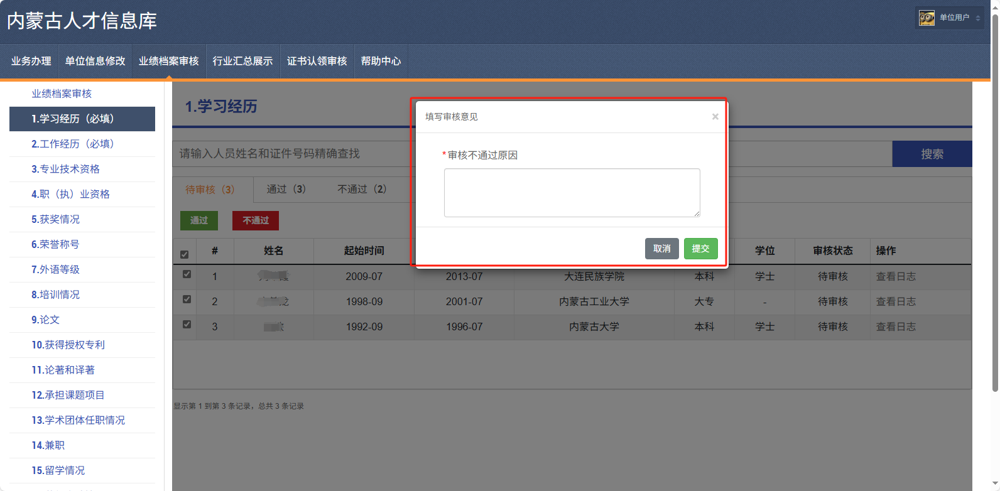 内蒙古人才信息库
单位用户
业务办理 单位信息修改 业绩档案审核 行业汇总展示 证书认领审核 帮助中心
业绩档案审核
1.学习经历（必填）
2.工作经历（必填）
3.专业技术资格
4.职（执）业资格
5.获奖情况
6.荣誉称号
7.外语等级
8.培训情况
9.论文
10.获得授权专利
11.论著和译著
12.承担课题项目
13.学术团体任职情况
14.兼职
15.留学情况
1.学习经历
请输入人员姓名和证件号码精确查找 搜索
待审核（3） 通过（3） 不通过（2）
通过 不通过
# 姓名 起始时间 学位 审核状态 操作
1 2009-07 2013-07 大连民族学院 本科 学士 待审核 查看日志
2 1998-09 2001-07 内蒙古工业大学 大专 - 待审核 查看日志
3 1992-09 1996-07 内蒙古大学 本科 学士 待审核 查看日志
显示第 1 到第 3 条记录，总共 3 条记录
填写审核意见 ×
*审核不通过原因
取消 提交